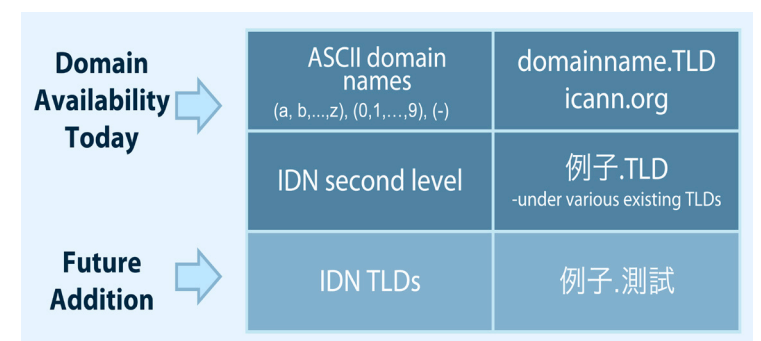 Domain
Availability
Today
ASCII domain
names
(a, b,...,z), (0,1,...,9), (-)
domainname.TLD
icann.org
IDN second level
例子.TLD
-under various existing TLDs
Future
Addition
IDN TLDs
例子.測試